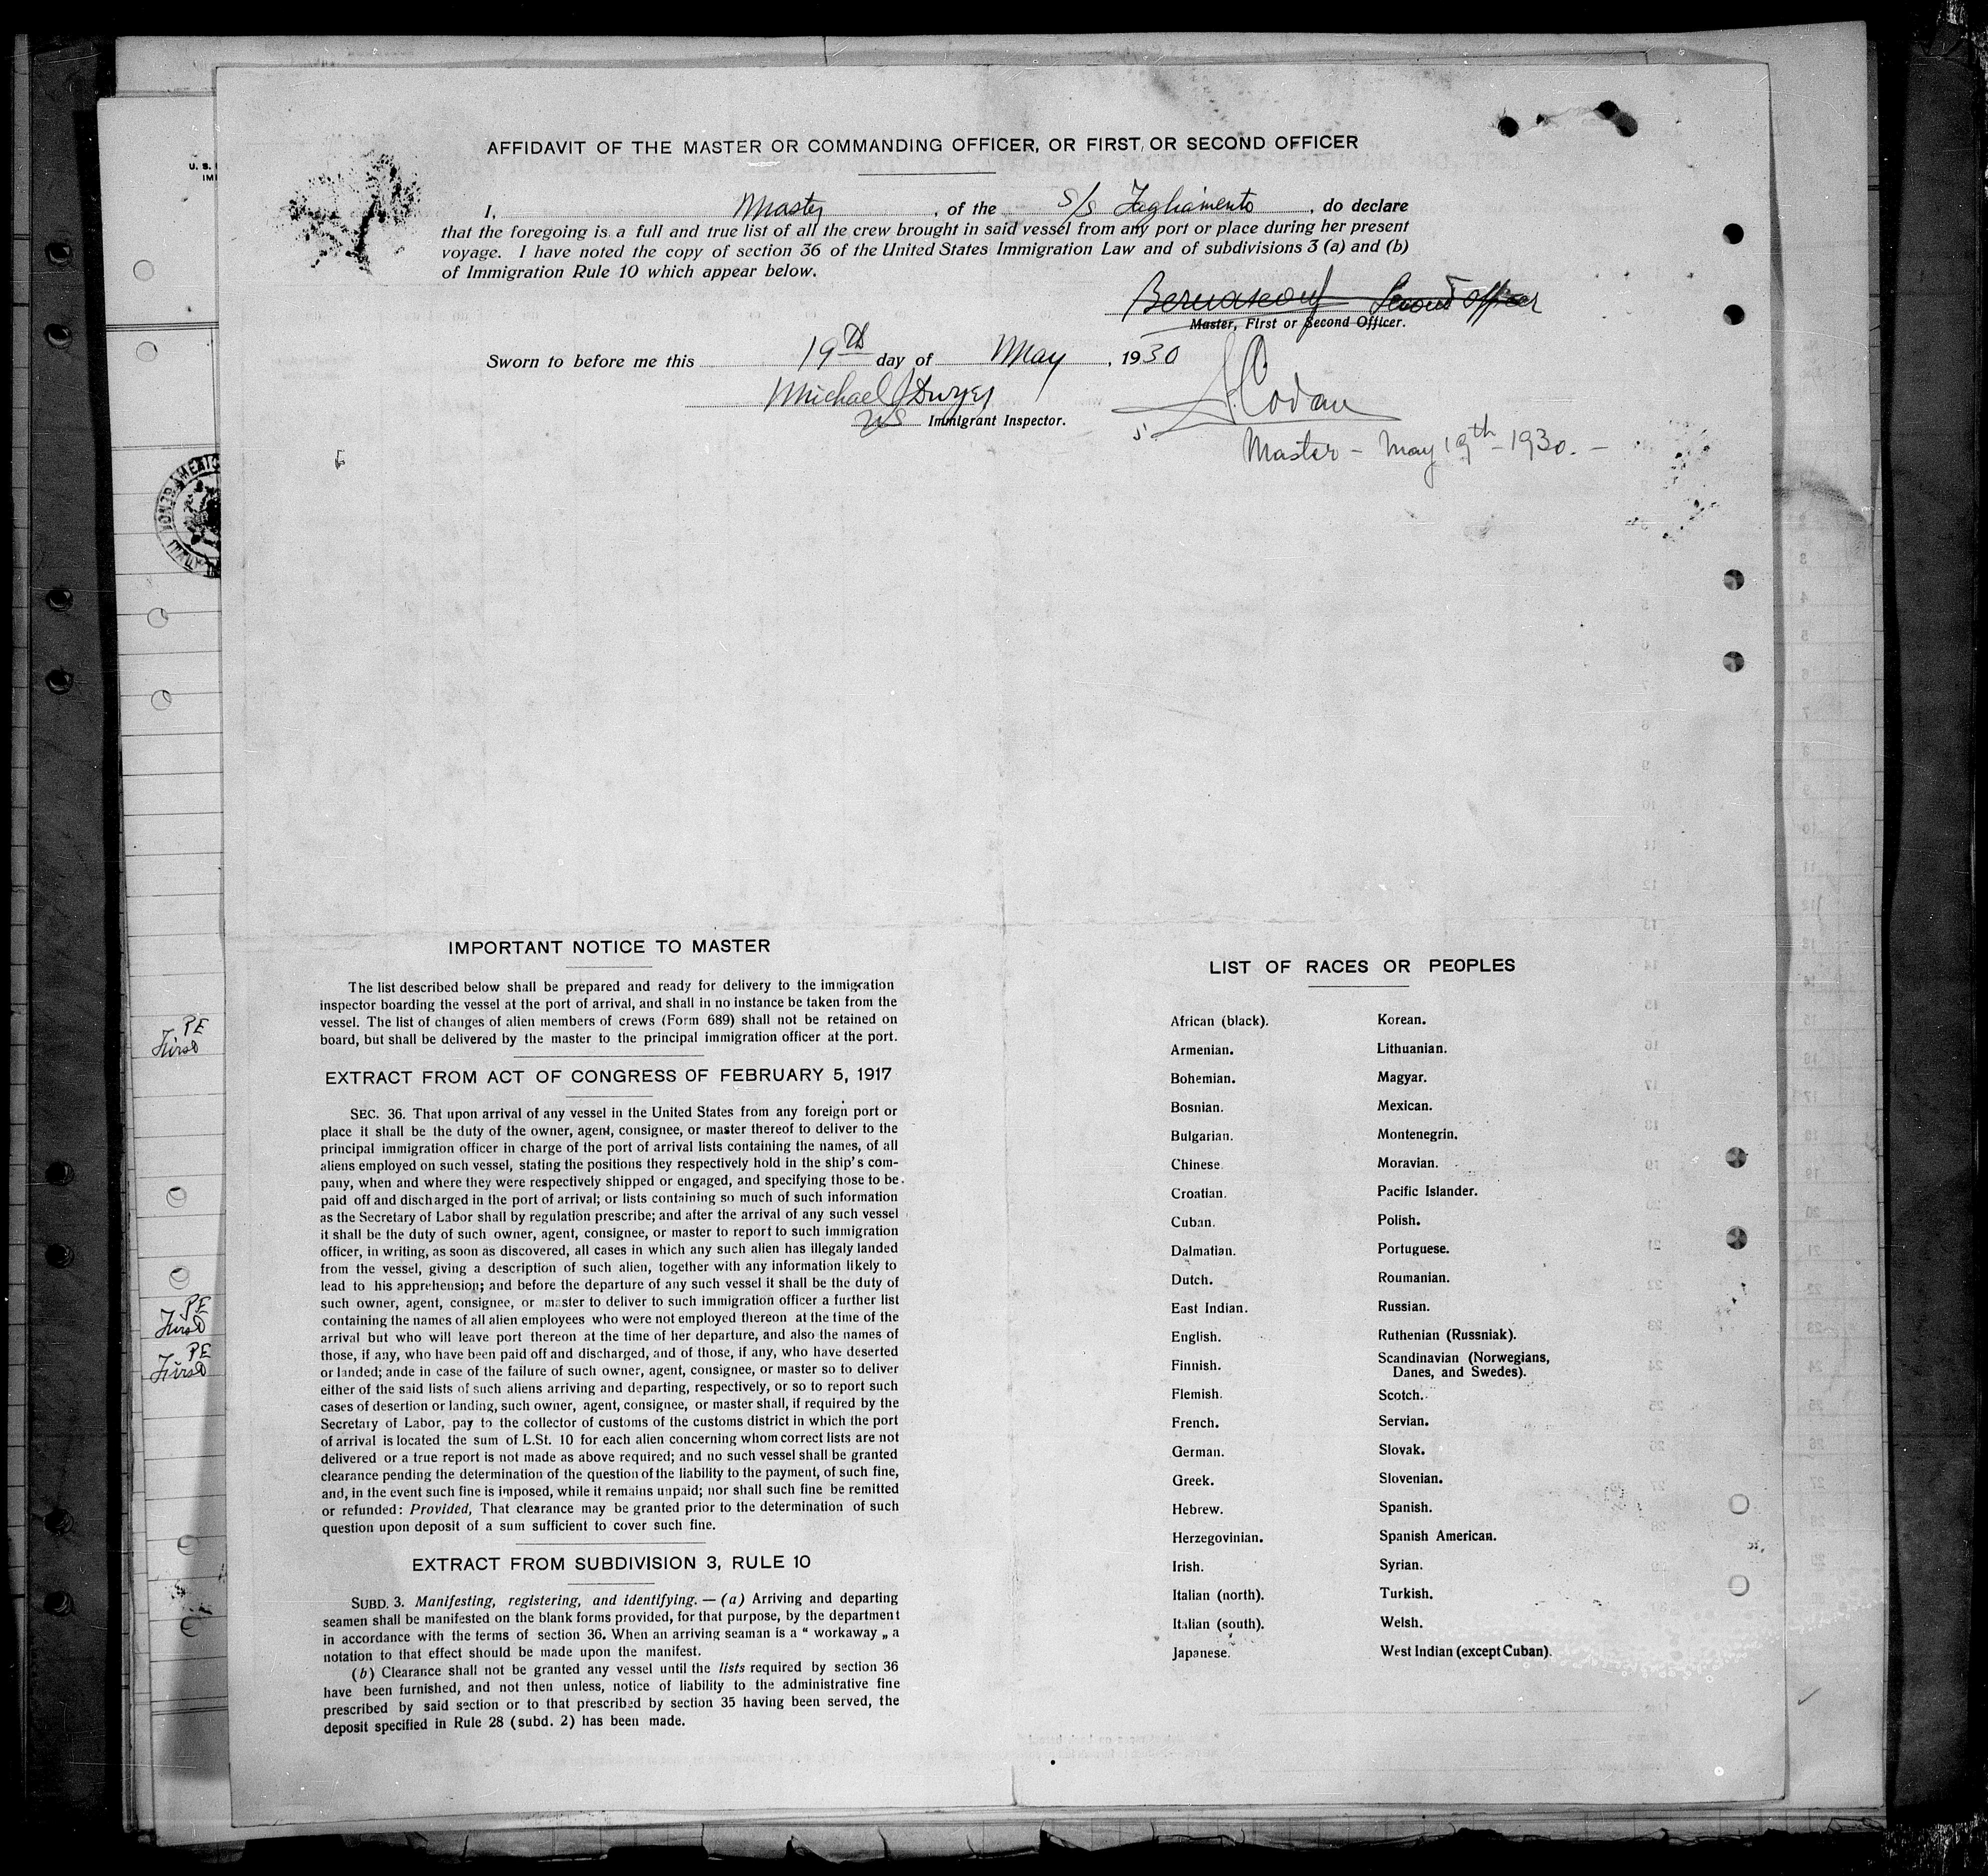 AFFIDAVIT OF THE MASTER OR COMMANDING OFFICER, OR FIRST, OR SECOND OFFICER
I, Master, of the S/S Tagliamento, do declare
that the foregoing is a full and true list of all the crew brought in said vessel from any port or place during her present
voyage. I have noted the copy of section 36 of the United States Immigration Law and of subdivisions 3 (a) and (b)
of Immigration Rule 10 which appear below.
Second Officer
Master, First or Second Officer.
Sworn to before me this 19th day of May, 1930
Michael J Dwyer
US Immigrant Inspector.
Master - May 19th - 1930. -
U. S.
IMI
PE
First
PE
First
PE
First
IMPORTANT NOTICE TO MASTER
The list described below shall be prepared and ready for delivery to the immigration
inspector boarding the vessel at the port of arrival, and shall in no instance be taken from the
vessel. The list of changes of alien members of crews (Form 689) shall not be retained on
board, but shall be delivered by the master to the principal immigration officer at the port.
EXTRACT FROM ACT OF CONGRESS OF FEBRUARY 5, 1917
SEC. 36. That upon arrival of any vessel in the United States from any foreign port or
place it shall be the duty of the owner, agent, consignee, or master thereof to deliver to the
principal immigration officer in charge of the port of arrival lists containing the names, of all
aliens employed on such vessel, stating the positions they respectively hold in the ship's com-
pany, when and where they were respectively shipped or engaged, and specifying those to be
paid off and discharged in the port of arrival; or lists containing so much of such information
as the Secretary of Labor shall by regulation prescribe; and after the arrival of any such vessel
it shall be the duty of such owner, agent, consignee, or master to report to such immigration
officer, in writing, as soon as discovered, all cases in which any such alien has illegaly landed
from the vessel, giving a description of such alien, together with any information likely to
lead to his apprehension; and before the departure of any such vessel it shall be the duty of
such owner, agent, consignee, or master to deliver to such immigration officer a further list
containing the names of all alien employees who were not employed thereon at the time of the
arrival but who will leave port thereon at the time of her departure, and also the names of
those, if any, who have been paid off and discharged, and of those, if any, who have deserted
or landed; ande in case of the failure of such owner, agent, consignee, or master so to deliver
either of the said lists of such aliens arriving and departing, respectively, or so to report such
cases of desertion or landing, such owner, agent, consignee, or master shall, if required by the
Secretary of Labor, pay to the collector of customs of the customs district in which the port
of arrival is located the sum of L.St. 10 for each alien concerning whom correct lists are not
delivered or a true report is not made as above required; and no such vessel shall be granted
clearance pending the determination of the question of the liability to the payment, of such fine,
and, in the event such fine is imposed, while it remains unpaid; nor shall such fine be remitted
or refunded: Provided, That clearance may be granted prior to the determination of such
question upon deposit of a sum sufficient to cover such fine.
EXTRACT FROM SUBDIVISION 3, RULE 10
SUBD. 3. Manifesting, registering, and identifying. — (a) Arriving and departing
seamen shall be manifested on the blank forms provided, for that purpose, by the department
in accordance with the terms of section 36. When an arriving seaman is a “ workaway „ a
notation to that effect should be made upon the manifest.
(b) Clearance shall not be granted any vessel until the lists required by section 36
have been furnished, and not then unless, notice of liability to the administrative fine
prescribed by said section or to that prescribed by section 35 having been served, the
deposit specified in Rule 28 (subd. 2) has been made.
LIST OF RACES OR PEOPLES
African (black).
Armenian.
Bohemian.
Bosnian.
Bulgarian.
Chinese
Croatian.
Cuban.
Dalmatian.
Dutch.
East Indian.
English.
Finnish.
Flemish.
French.
German.
Greek.
Hebrew.
Herzegovinian.
Irish.
Italian (north).
Italian (south).
Japanese.
Korean.
Lithuanian.
Magyar.
Mexican.
Montenegrin.
Moravian.
Pacific Islander.
Polish.
Portuguese.
Roumanian.
Russian.
Ruthenian (Russniak).
Scandinavian (Norwegians,
Danes, and Swedes).
Scotch.
Servian.
Slovak.
Slovenian.
Spanish.
Spanish American.
Syrian.
Turkish.
Welsh.
West Indian (except Cuban).